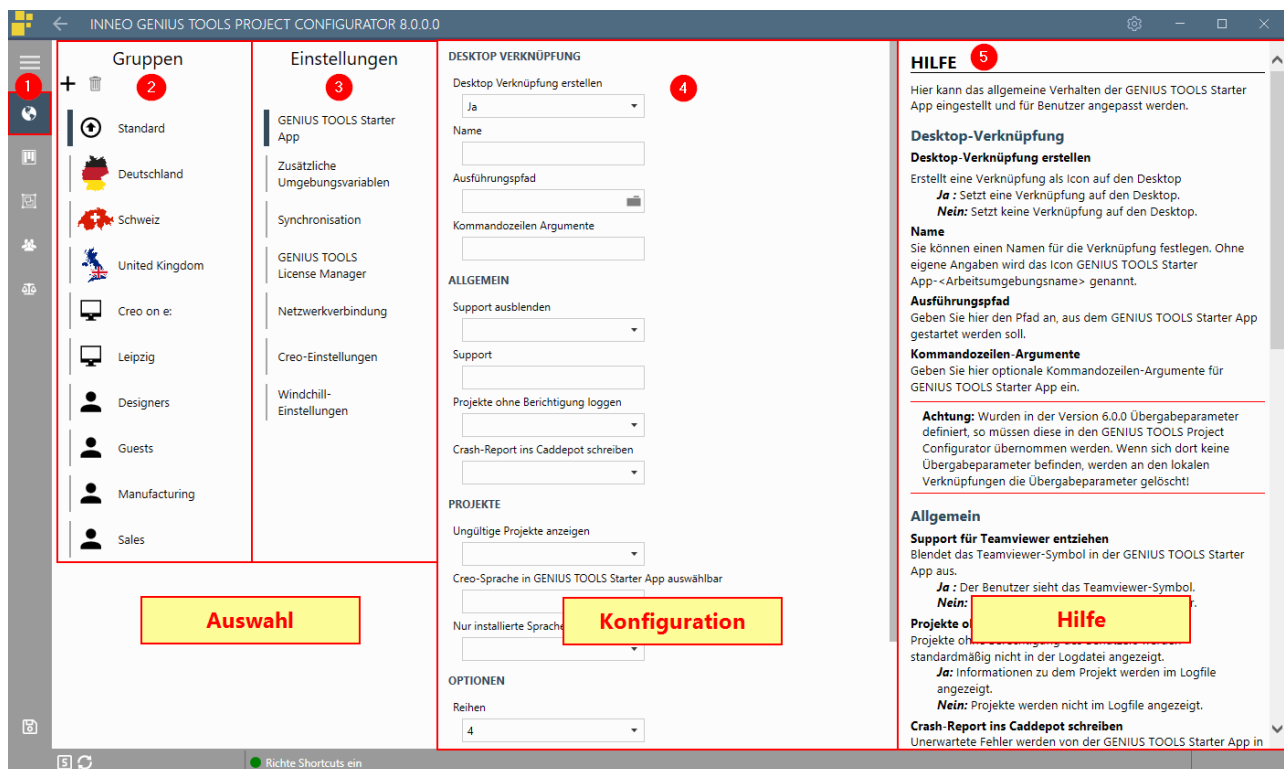 INNEO GENIUS TOOLS PROJECT CONFIGURATOR 8.0.0.0
1
Gruppen
2
Standard
Deutschland
Schweiz
United Kingdom
Creo on e:
Leipzig
Designers
Guests
Manufacturing
Sales
Einstellungen
3
GENIUS TOOLS Starter
App
Zusätzliche
Umgebungsvariablen
Synchronisation
GENIUS TOOLS
License Manager
Netzwerkverbindung
Creo-Einstellungen
Windchill-
Einstellungen
Auswahl
DESKTOP VERKNÜPFUNG
4
Desktop Verknüpfung erstellen
Ja
Name
Ausführungspfad
Kommandozeilen Argumente
ALLGEMEIN
Support ausblenden
Support
Projekte ohne Berichtigung loggen
Crash-Report ins Caddepot schreiben
PROJEKTE
Ungültige Projekte anzeigen
Creo-Sprache in GENIUS TOOLS Starter App auswählbar
Nur installierte Sprache
Konfiguration
OPTIONEN
Reihen
4
HILFE
5
Hier kann das allgemeine Verhalten der GENIUS TOOLS Starter
App eingestellt und für Benutzer angepasst werden.
Desktop-Verknüpfung
Desktop-Verknüpfung erstellen
Erstellt eine Verknüpfung als Icon auf den Desktop
Ja : Setzt eine Verknüpfung auf den Desktop.
Nein: Setzt keine Verknüpfung auf den Desktop.
Name
Sie können einen Namen für die Verknüpfung festlegen. Ohne
eigene Angaben wird das Icon GENIUS TOOLS Starter
App-<Arbeitsumgebungsname> genannt.
Ausführungspfad
Geben Sie hier den Pfad an, aus dem GENIUS TOOLS Starter App
gestartet werden soll.
Kommandozeilen-Argumente
Geben Sie hier optionale Kommandozeilen-Argumente für
GENIUS TOOLS Starter App ein.
Achtung: Wurden in der Version 6.0.0 Übergabeparameter
definiert, so müssen diese in den GENIUS TOOLS Project
Configurator übernommen werden. Wenn sich dort keine
Übergabeparameter befinden, werden an den lokalen
Verknüpfungen die Übergabeparameter gelöscht!
Allgemein
Support für Teamviewer entziehen
Blendet das Teamviewer-Symbol in der GENIUS TOOLS Starter
App aus.
Ja : Der Benutzer sieht das Teamviewer-Symbol.
Nein:
Hilfe
Projekte
standardmäßig nicht in der Logdatei angezeigt.
Ja: Informationen zu dem Projekt werden im Logfile
angezeigt.
Nein: Projekte werden nicht im Logfile angezeigt.
Crash-Report ins Caddepot schreiben
Unerwartete Fehler werden von der GENIUS TOOLS Starter App in
S
Richte Shortcuts ein